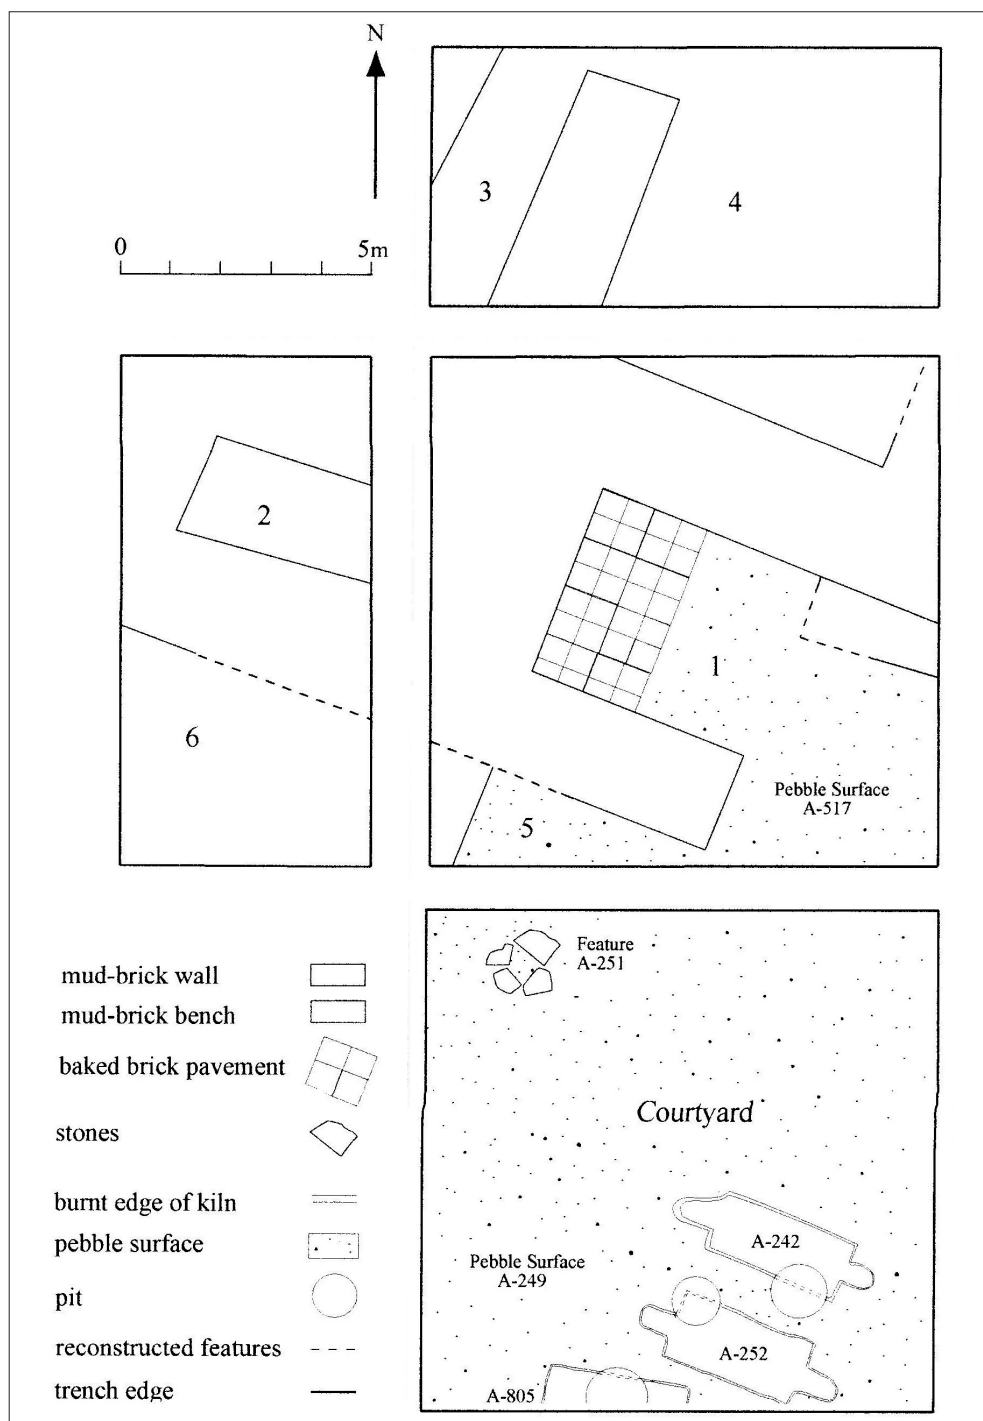 N
0 5m
3
4
2
6
1
Pebble Surface
A-517
5
Feature
A-251
Courtyard
A-242
Pebble Surface
A-249
A-252
A-805
mud-brick wall
mud-brick bench
baked brick pavement
stones
burnt edge of kiln
pebble surface
pit
reconstructed features
trench edge